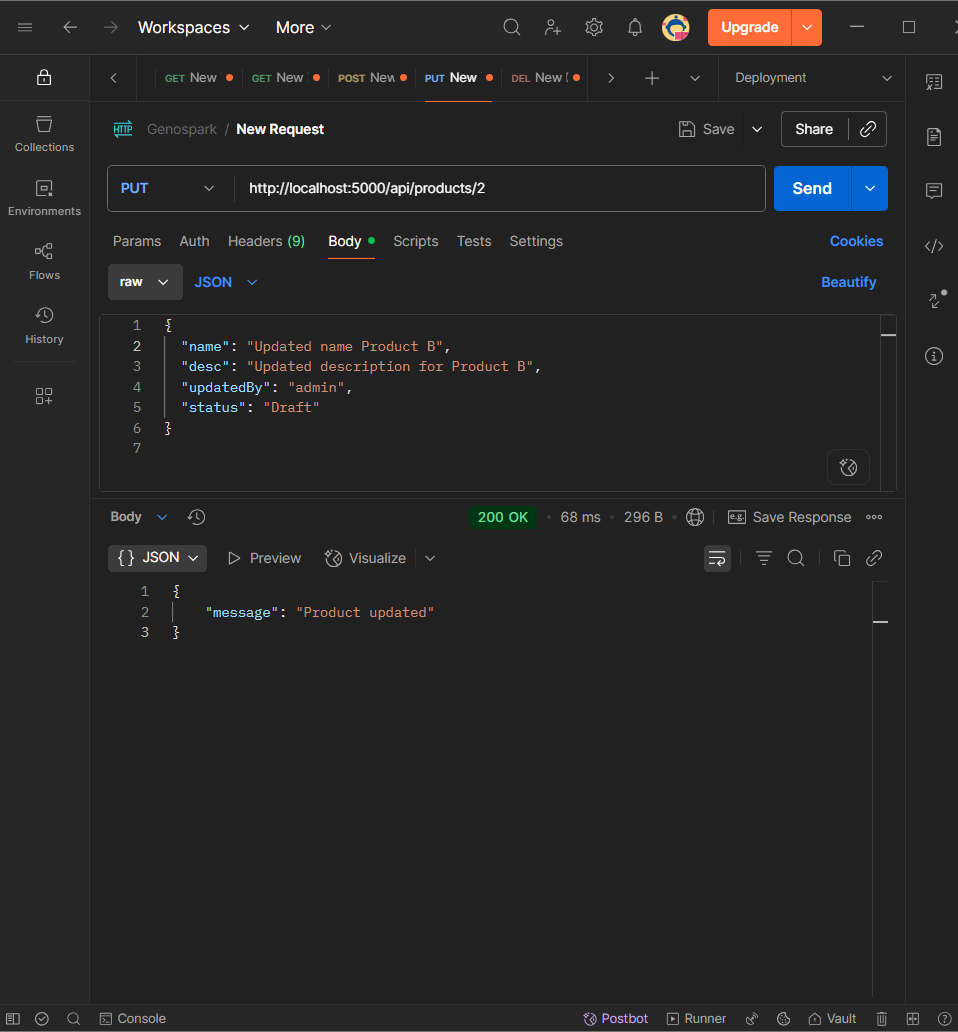 Workspaces More Upgrade
GET New GET New POST New PUT New DEL New Deployment
HTTP Genospark / New Request Save Share
Collections
Environments
Flows
History
PUT http://localhost:5000/api/products/2 Send
Params Auth Headers (9) Body Scripts Tests Settings Cookies
raw JSON Beautify
1 {
2 "name": "Updated name Product B",
3 "desc": "Updated description for Product B",
4 "updatedBy": "admin",
5 "status": "Draft"
6 }
7
Body 200 OK • 68 ms • 296 B • e.g. Save Response
{} JSON Preview Visualize
1 {
2 "message": "Product updated"
3 }
Console Postbot Runner Vault